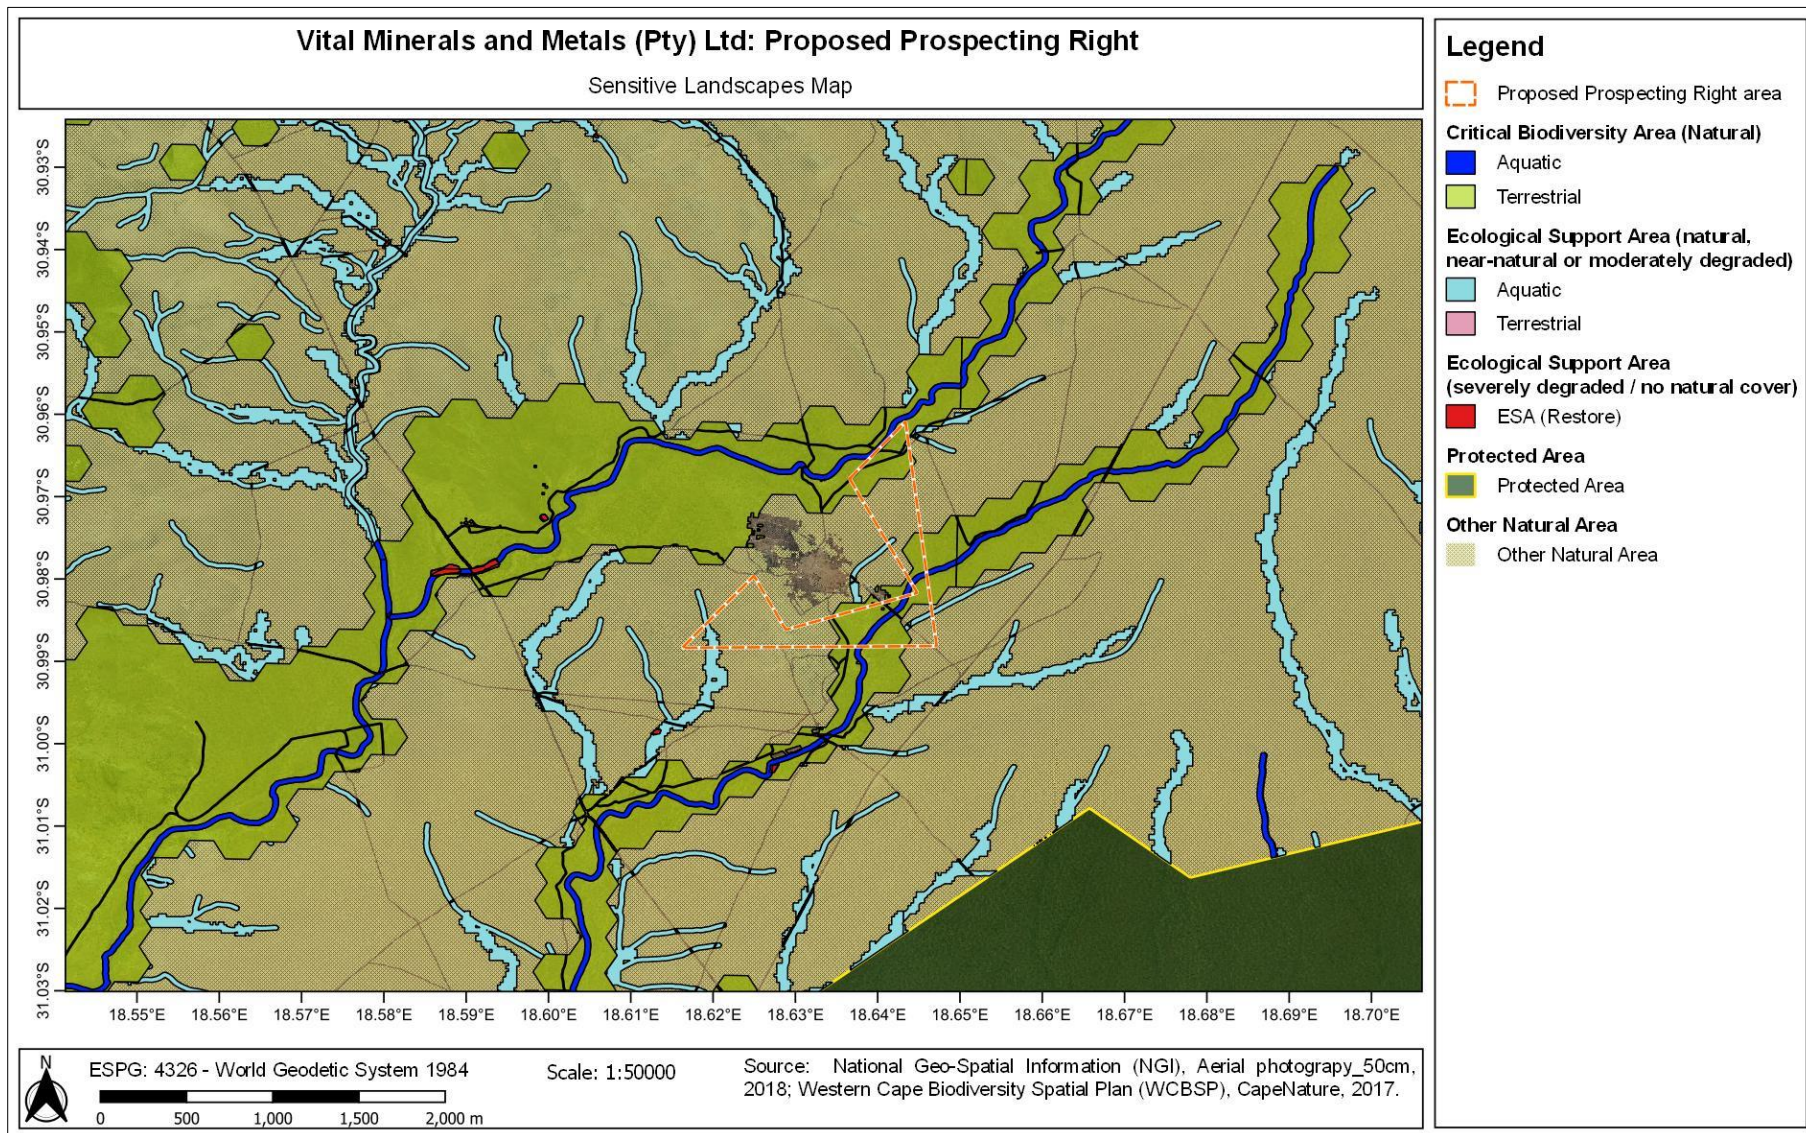 Vital Minerals and Metals (Pty) Ltd: Proposed Prospecting Right
Sensitive Landscapes Map
Legend
Proposed Prospecting Right area
Critical Biodiversity Area (Natural)
Aquatic
Terrestrial
Ecological Support Area (natural,
near-natural or moderately degraded)
Aquatic
Terrestrial
Ecological Support Area
(severely degraded / no natural cover)
ESA (Restore)
Protected Area
Protected Area
Other Natural Area
Other Natural Area
30.93°S
30.94°S
30.95°S
30.96°S
30.97°S
30.98°S
30.99°S
31.00°S
31.01°S
31.02°S
31.03°S
18.55°E 18.56°E 18.57°E 18.58°E 18.59°E 18.60°E 18.61°E 18.62°E 18.63°E 18.64°E 18.65°E 18.66°E 18.67°E 18.68°E 18.69°E 18.70°E
N
ESPG: 4326 - World Geodetic System 1984
0 500 1,000 1,500 2,000 m
Scale: 1:50000
Source: National Geo-Spatial Information (NGI), Aerial photograpy_50cm,
2018; Western Cape Biodiversity Spatial Plan (WCBSP), CapeNature, 2017.